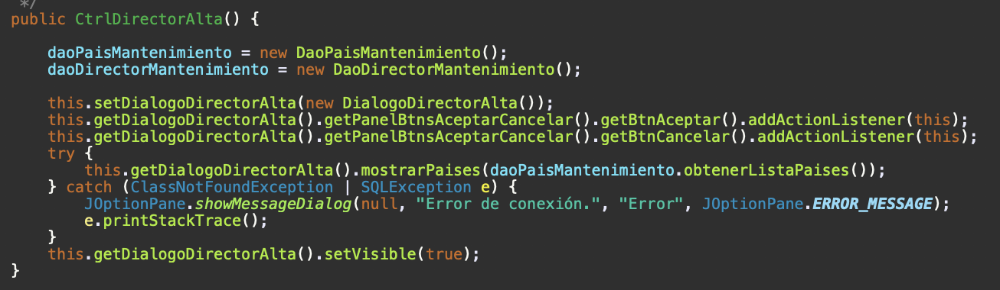 */
public CtrlDirectorAlta() {
daoPaisMantenimiento = new DaoPaisMantenimiento();
daoDirectorMantenimiento = new DaoDirectorMantenimiento();
this.setDialogoDirectorAlta(new DialogoDirectorAlta());
this.getDialogoDirectorAlta().getPanelBtnsAceptarCancelar().getBtnAceptar().addActionListener(this);
this.getDialogoDirectorAlta().getPanelBtnsAceptarCancelar().getBtnCancelar().addActionListener(this);
try {
this.getDialogoDirectorAlta().mostrarPaises(daoPaisMantenimiento.obtenerListaPaises());
} catch (ClassNotFoundException | SQLException e) {
JOptionPane.showMessageDialog(null, "Error de conexión.", "Error", JOptionPane.ERROR_MESSAGE);
e.printStackTrace();
}
this.getDialogoDirectorAlta().setVisible(true);
}